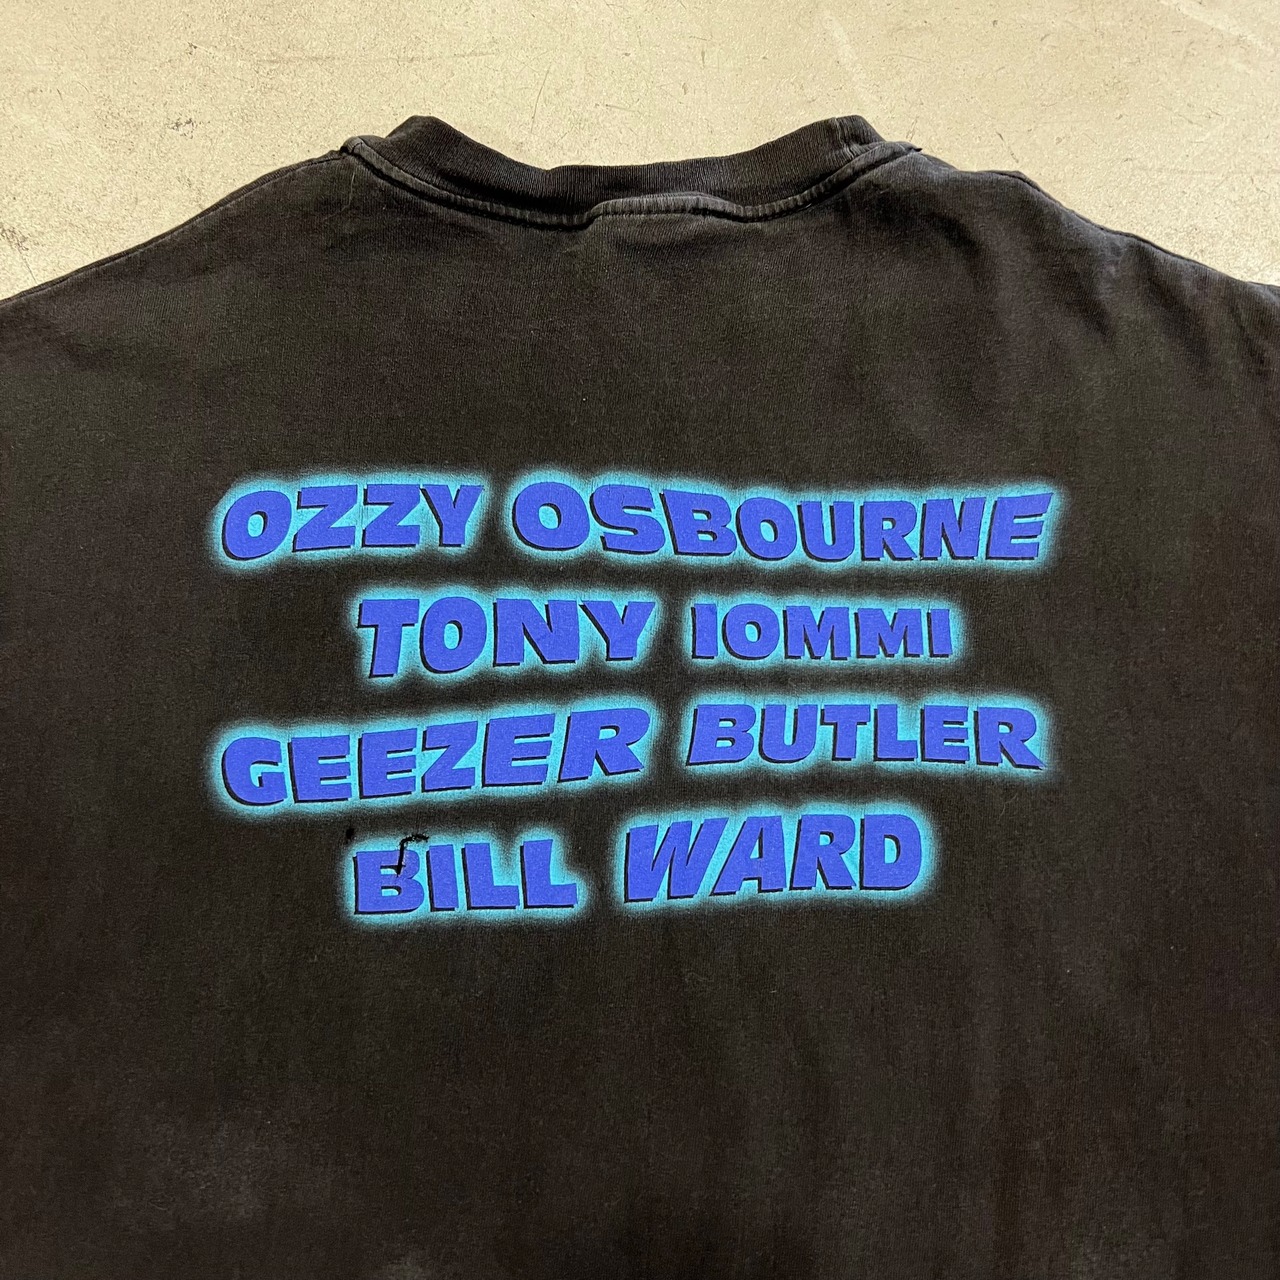 OZZY OSBOURNE
TONY IOMMI
GEEZER BUTLER
BILL WARD